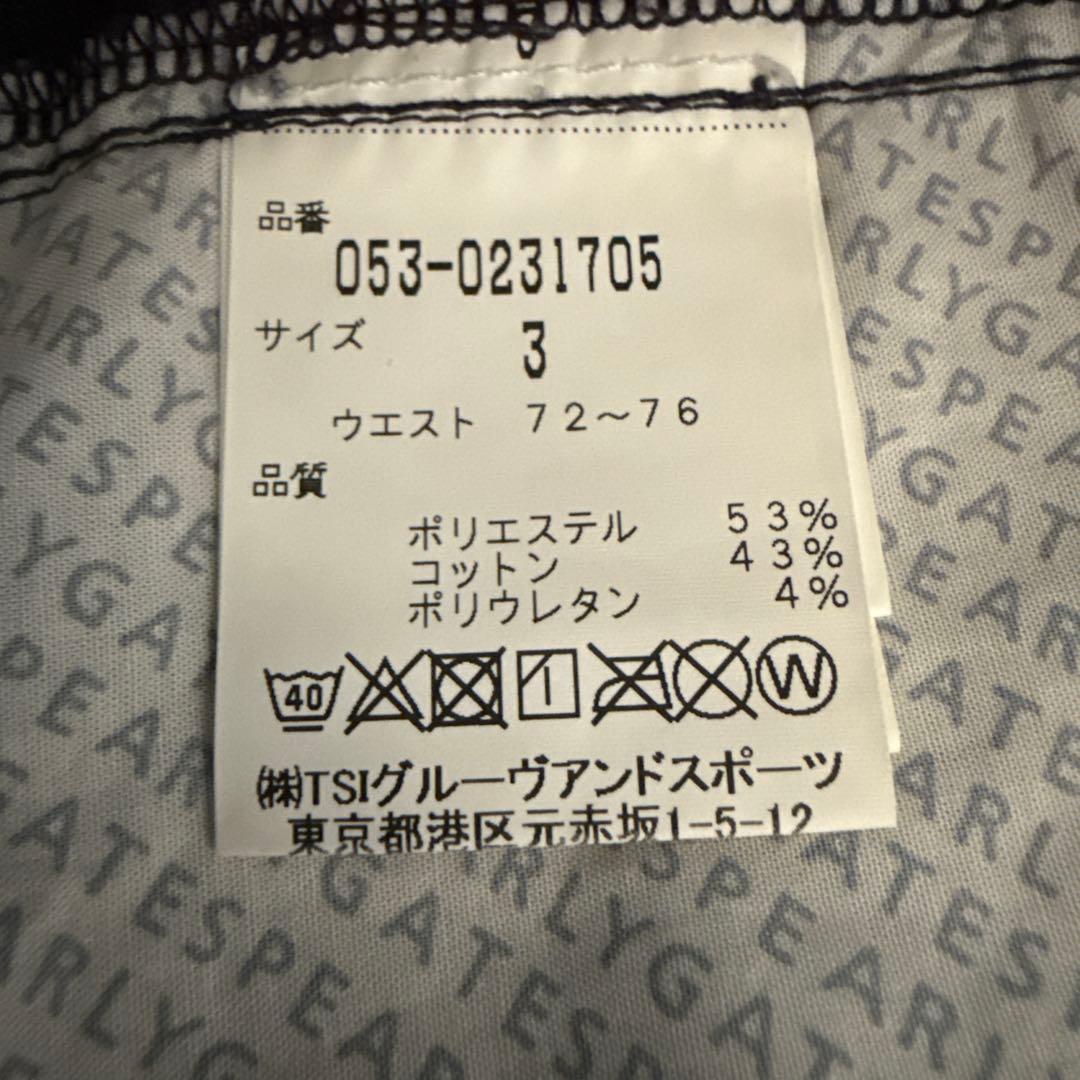 品番
053-0231705
サイズ 3
ウエスト 72～76
品質
ポリエステル 53%
コットン 43%
ポリウレタン 4%
40 W
㈱TSIグルーヴアンドスポーツ
東京都港区元赤坂1-5-12
PEARLYGATES